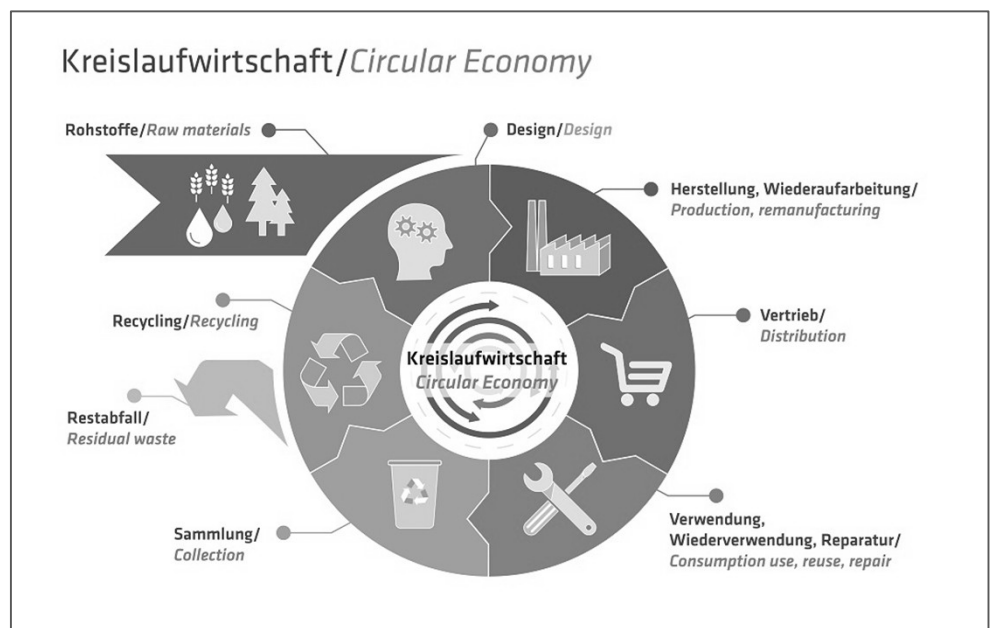 Kreislaufwirtschaft/Circular Economy
Rohstoffe/Raw materials
Design/Design
Herstellung, Wiederaufarbeitung/
Production, remanufacturing
Recycling/Recycling
Vertrieb/
Distribution
Kreislaufwirtschaft
Circular Economy
Restabfall/
Residual waste
Sammlung/
Collection
Verwendung,
Wiederverwendung, Reparatur/
Consumption use, reuse, repair